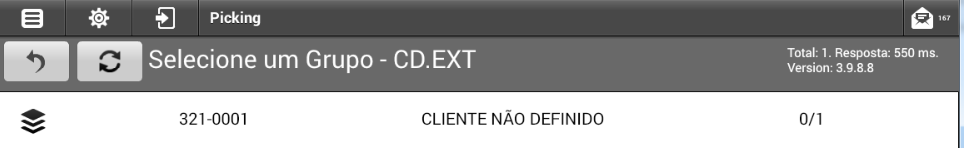 Picking
167
Selecione um Grupo - CD.EXT
Total: 1. Resposta: 550 ms.
Version: 3.9.8.8
321-0001 CLIENTE NÃO DEFINIDO 0/1